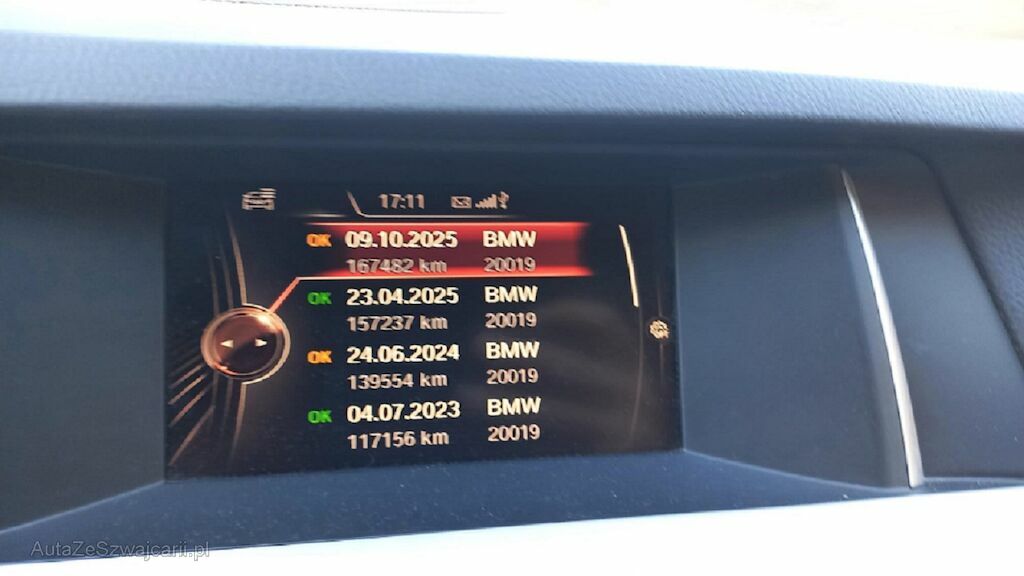 17:11
OK 09.10.2025 BMW
167482 km 20019
OK 23.04.2025 BMW
157237 km 20019
OK 24.06.2024 BMW
139554 km 20019
OK 04.07.2023 BMW
117156 km 20019
AutaZeSzwajcarii.pl